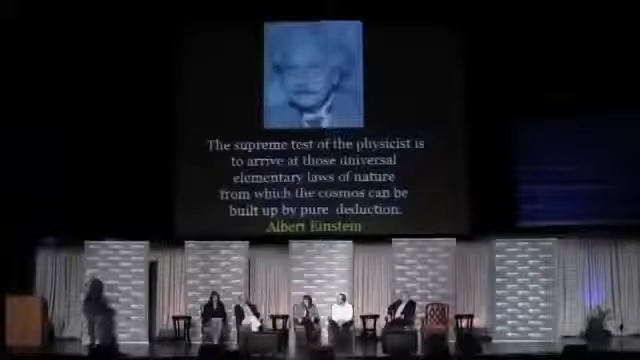 The supreme test of the physicist is
to arrive at those universal
elementary laws of nature
from which the cosmos can be
built up by pure deduction.
Albert Einstein